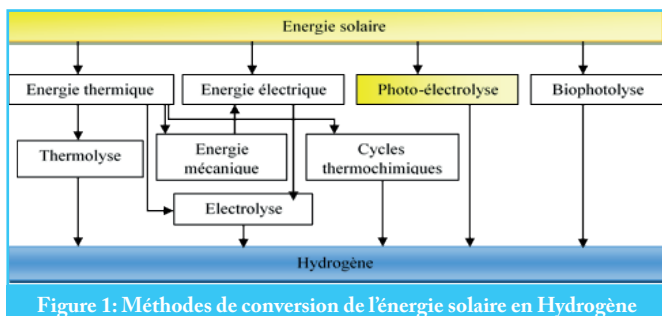 Energie solaire
Energie thermique
Energie électrique
Photo-électrolyse
Biophotolyse
Thermolyse
Energie
mécanique
Cycles
thermochimiques
Electrolyse
Hydrogène
Figure 1: Méthodes de conversion de l'énergie solaire en Hydrogène